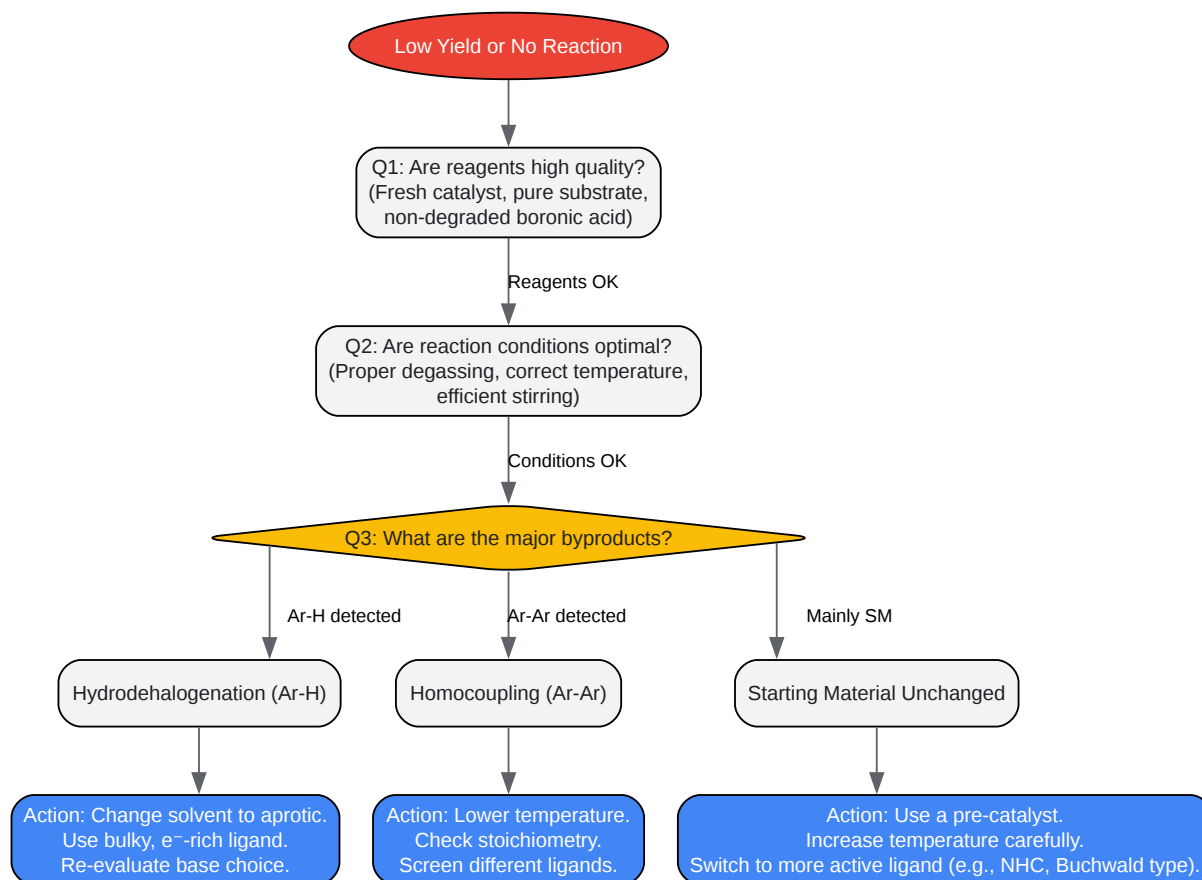 Low Yield or No Reaction
Q1: Are reagents high quality?
(Fresh catalyst, pure substrate,
non-degraded boronic acid)
Reagents OK
Q2: Are reaction conditions optimal?
(Proper degassing, correct temperature,
efficient stirring)
Conditions OK
Q3: What are the major byproducts?
Ar-H detected
Ar-Ar detected
Mainly SM
Hydrodehalogenation (Ar-H)
Homocoupling (Ar-Ar)
Starting Material Unchanged
Action: Change solvent to aprotic.
Use bulky, e⁻-rich ligand.
Re-evaluate base choice.
Action: Lower temperature.
Check stoichiometry.
Screen different ligands.
Action: Use a pre-catalyst.
Increase temperature carefully.
Switch to more active ligand (e.g., NHC, Buchwald type).